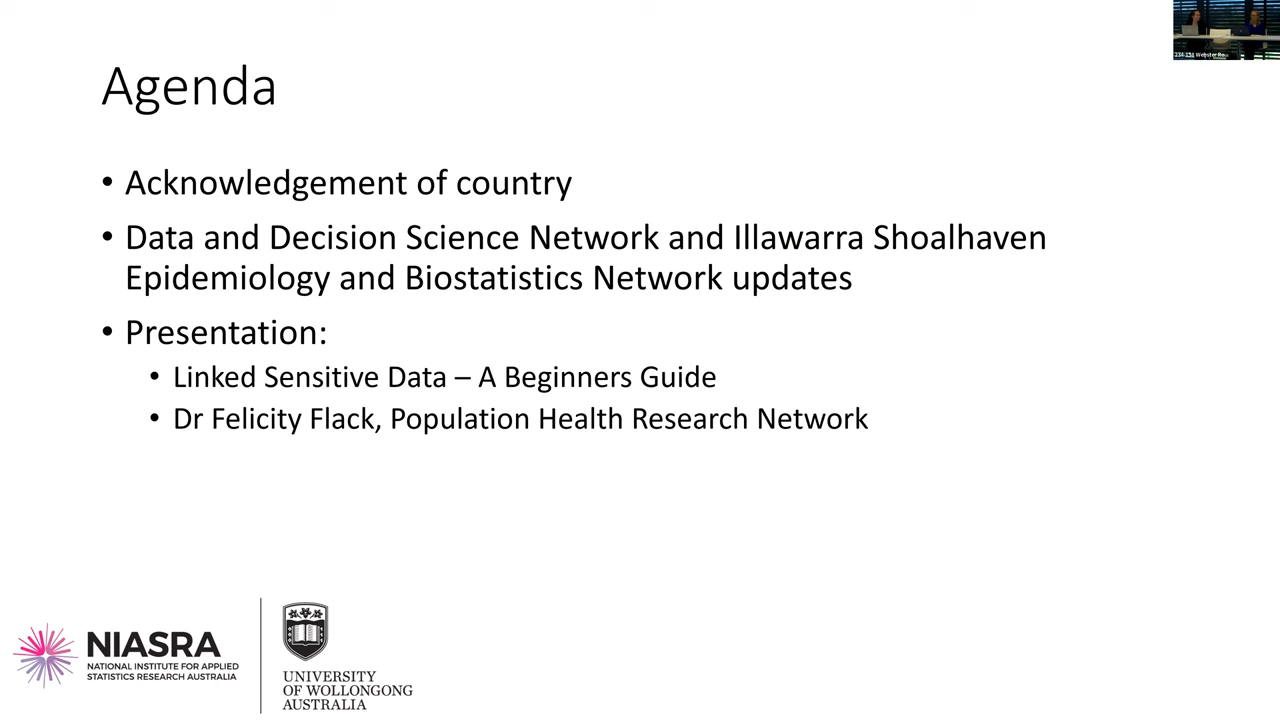 Agenda
• Acknowledgement of country
• Data and Decision Science Network and Illawarra Shoalhaven
Epidemiology and Biostatistics Network updates
• Presentation:
• Linked Sensitive Data – A Beginners Guide
• Dr Felicity Flack, Population Health Research Network
NIASRA
NATIONAL INSTITUTE FOR APPLIED
STATISTICS RESEARCH AUSTRALIA
UNIVERSITY
OF WOLLONGONG
AUSTRALIA